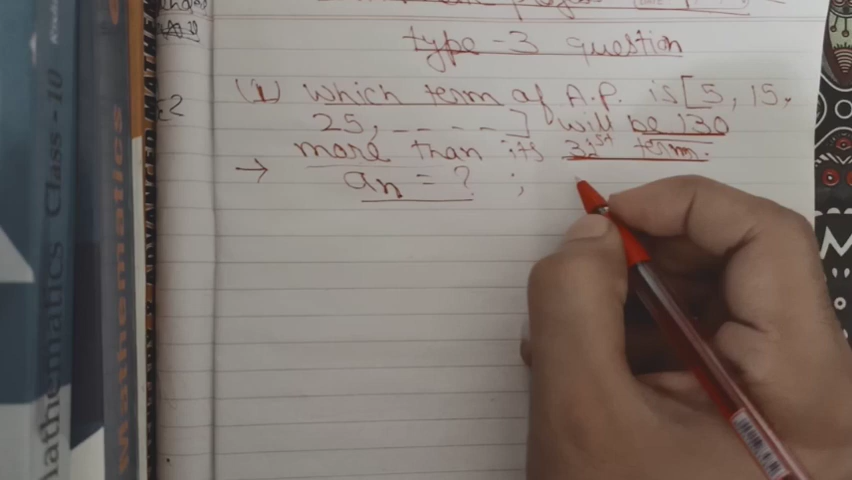 type-3 question
(1) Which term of A.P. is [5, 15,
25, - - - - -] will be 130
more than its 31st term.
→ an = ? ;
Mathematics Class-10
Mathematics